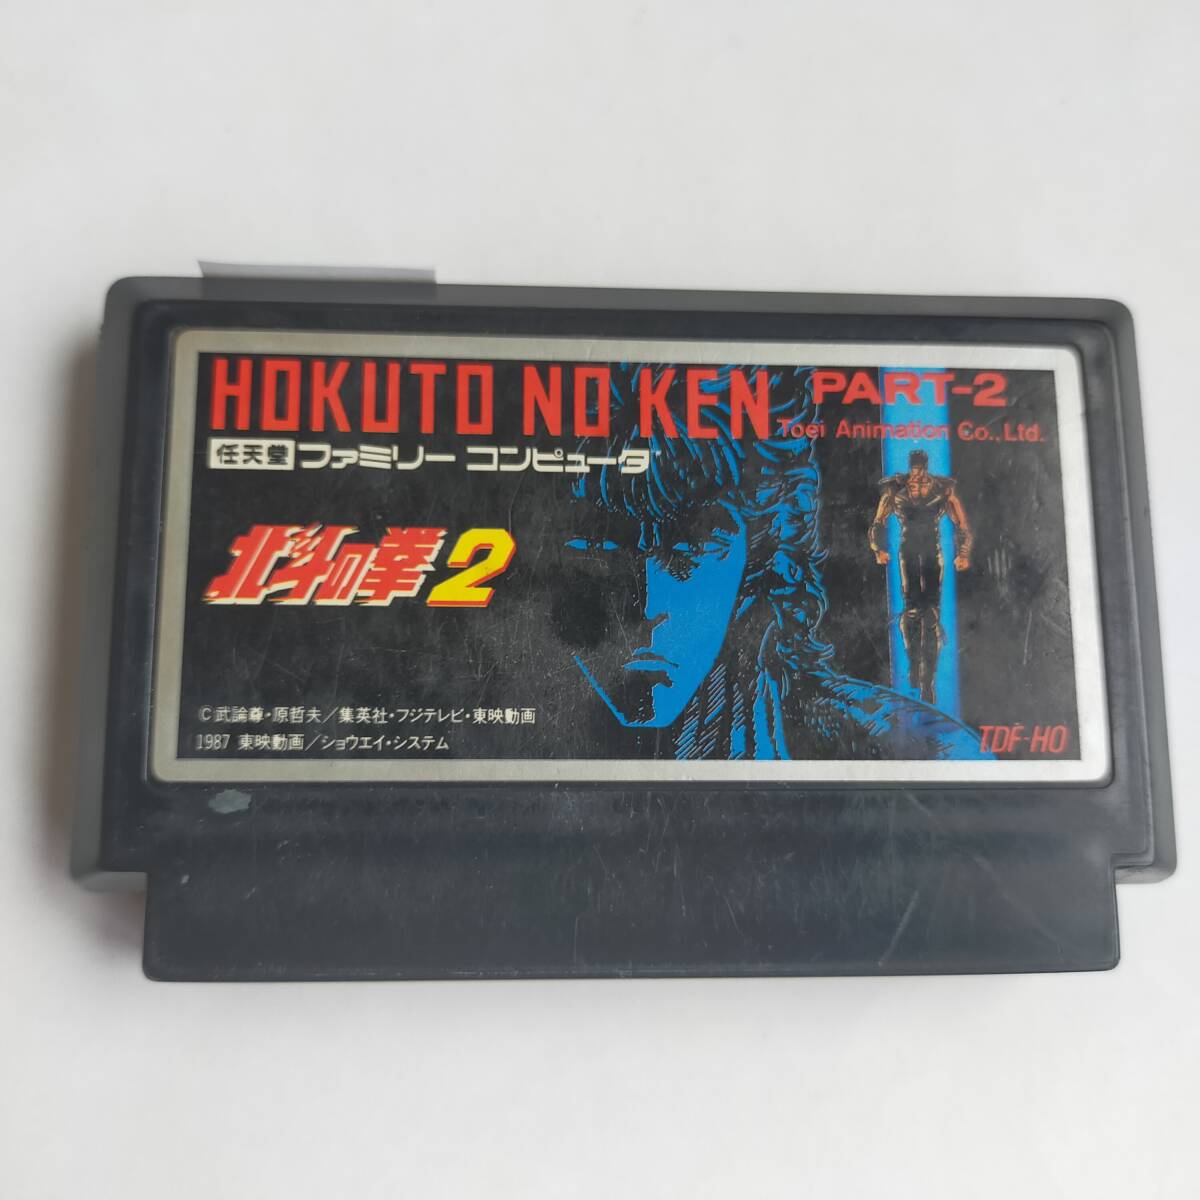 HOKUTO NO KEN PART-2
Toei Animation Co., Ltd.
任天堂 ファミリー コンピュータ
北斗の拳2
©武論尊・原哲夫/集英社・フジテレビ・東映動画
1987 東映動画/ショウエイ・システム
TDF-HO